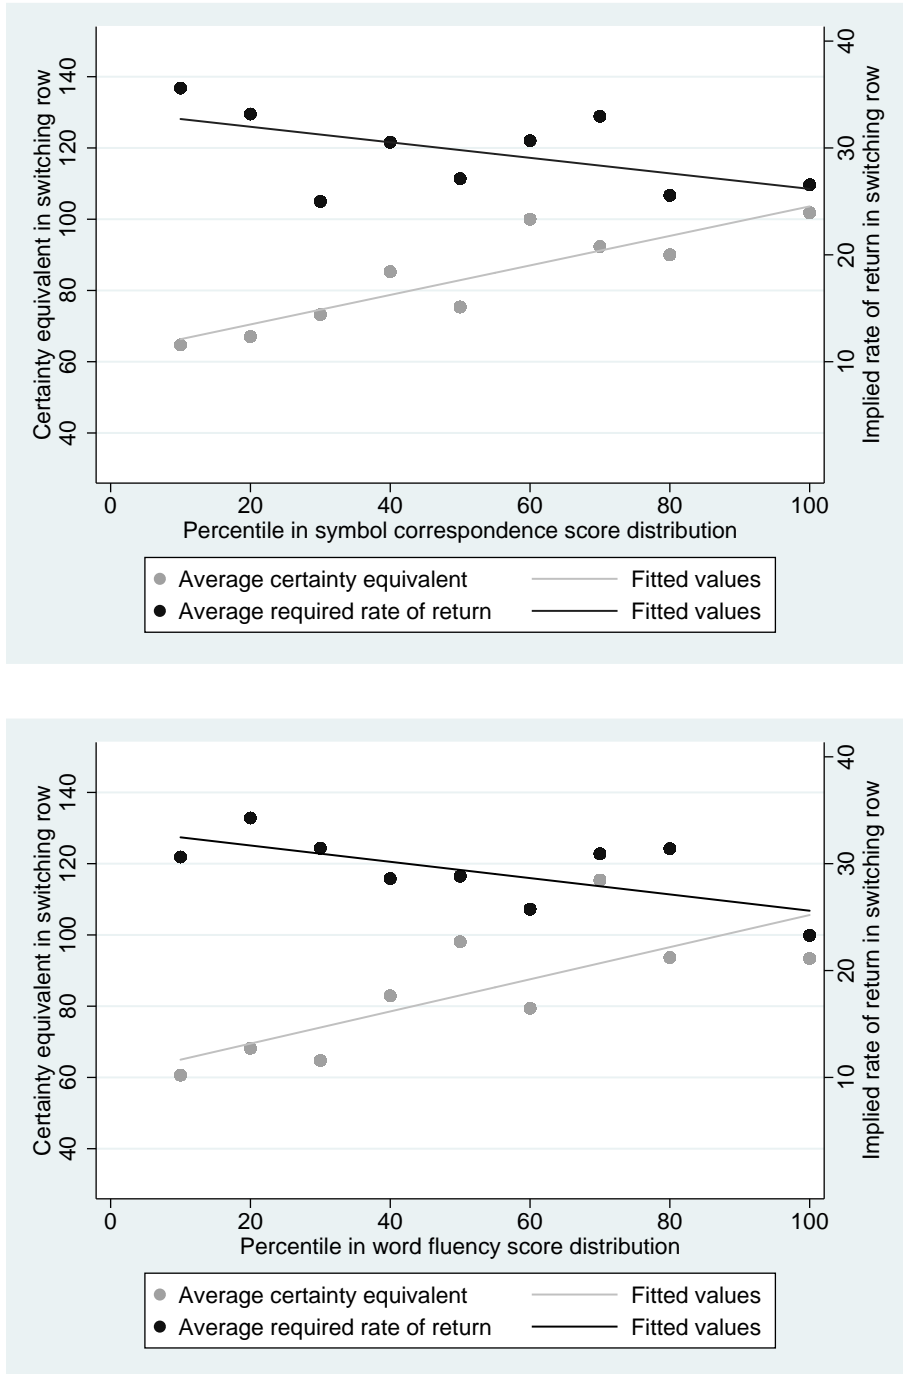 Certainty equivalent in switching row
140
120
100
80
60
40
40
30
20
10
Implied rate of return in switching row
0 20 40 60 80 100
Percentile in symbol correspondence score distribution
Average certainty equivalent Fitted values
Average required rate of return Fitted values
Certainty equivalent in switching row
140
120
100
80
60
40
40
30
20
10
Implied rate of return in switching row
0 20 40 60 80 100
Percentile in word fluency score distribution
Average certainty equivalent Fitted values
Average required rate of return Fitted values